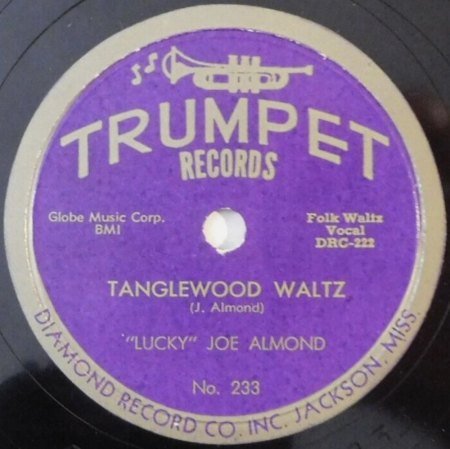 TRUMPET
RECORDS
Globe Music Corp.
BMI
Folk Waltz
Vocal
DRC-222
TANGLEWOOD WALTZ
(J. Almond)
"LUCKY" JOE ALMOND
No. 233
DIAMOND RECORD CO. INC. JACKSON, MISS.